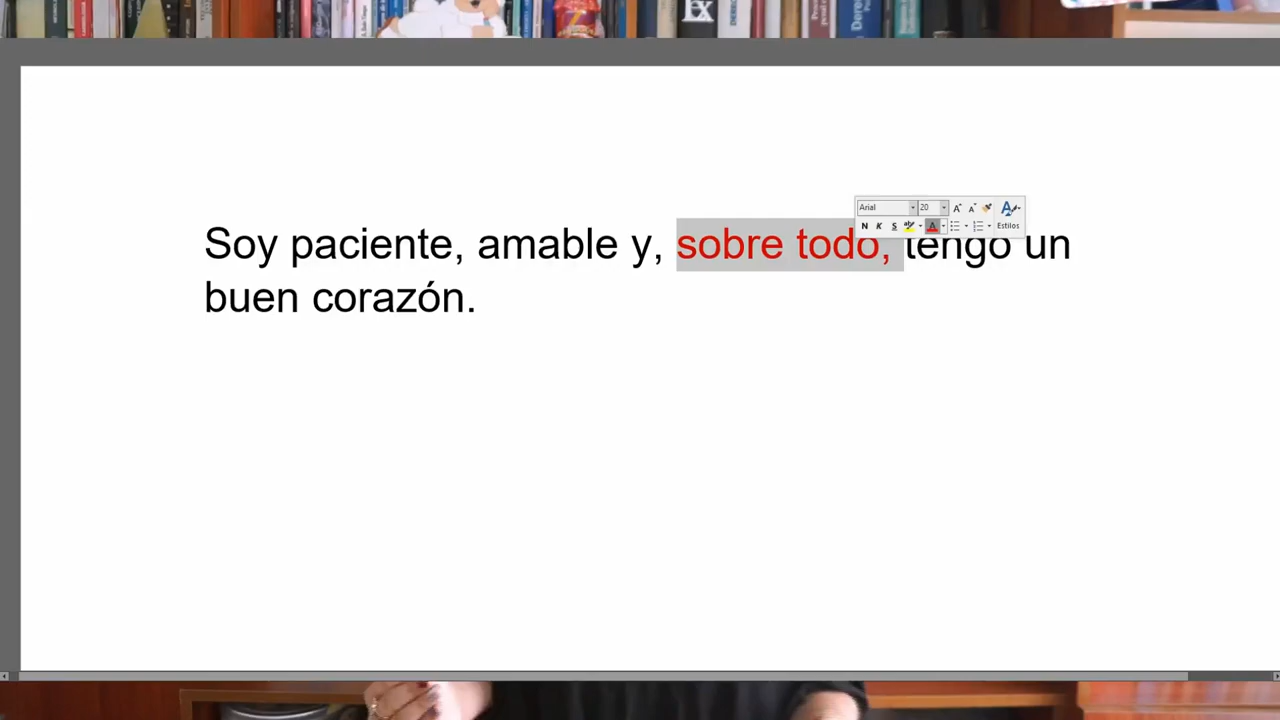 Soy paciente, amable y, sobre todo, tengo un
buen corazón.
Arial 20
N K S Estilos